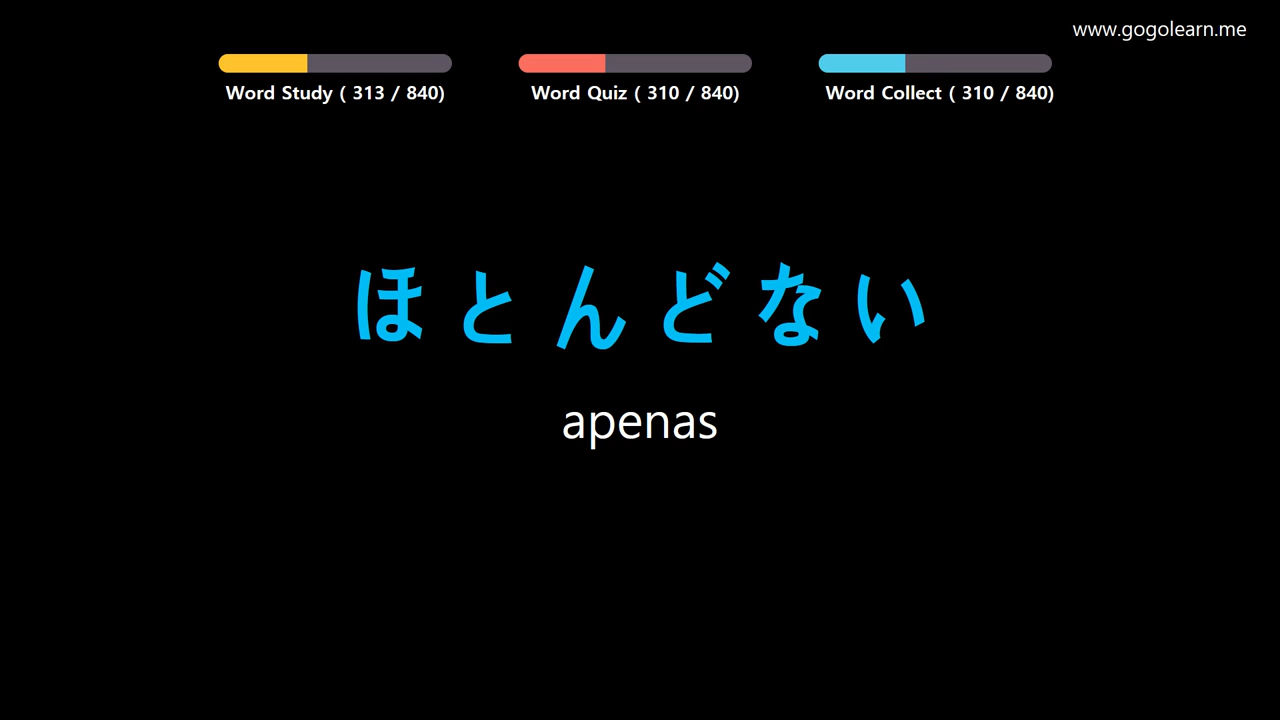 www.gogolearn.me
Word Study ( 313 / 840)
Word Quiz ( 310 / 840)
Word Collect ( 310 / 840)
ほとんどない
apenas